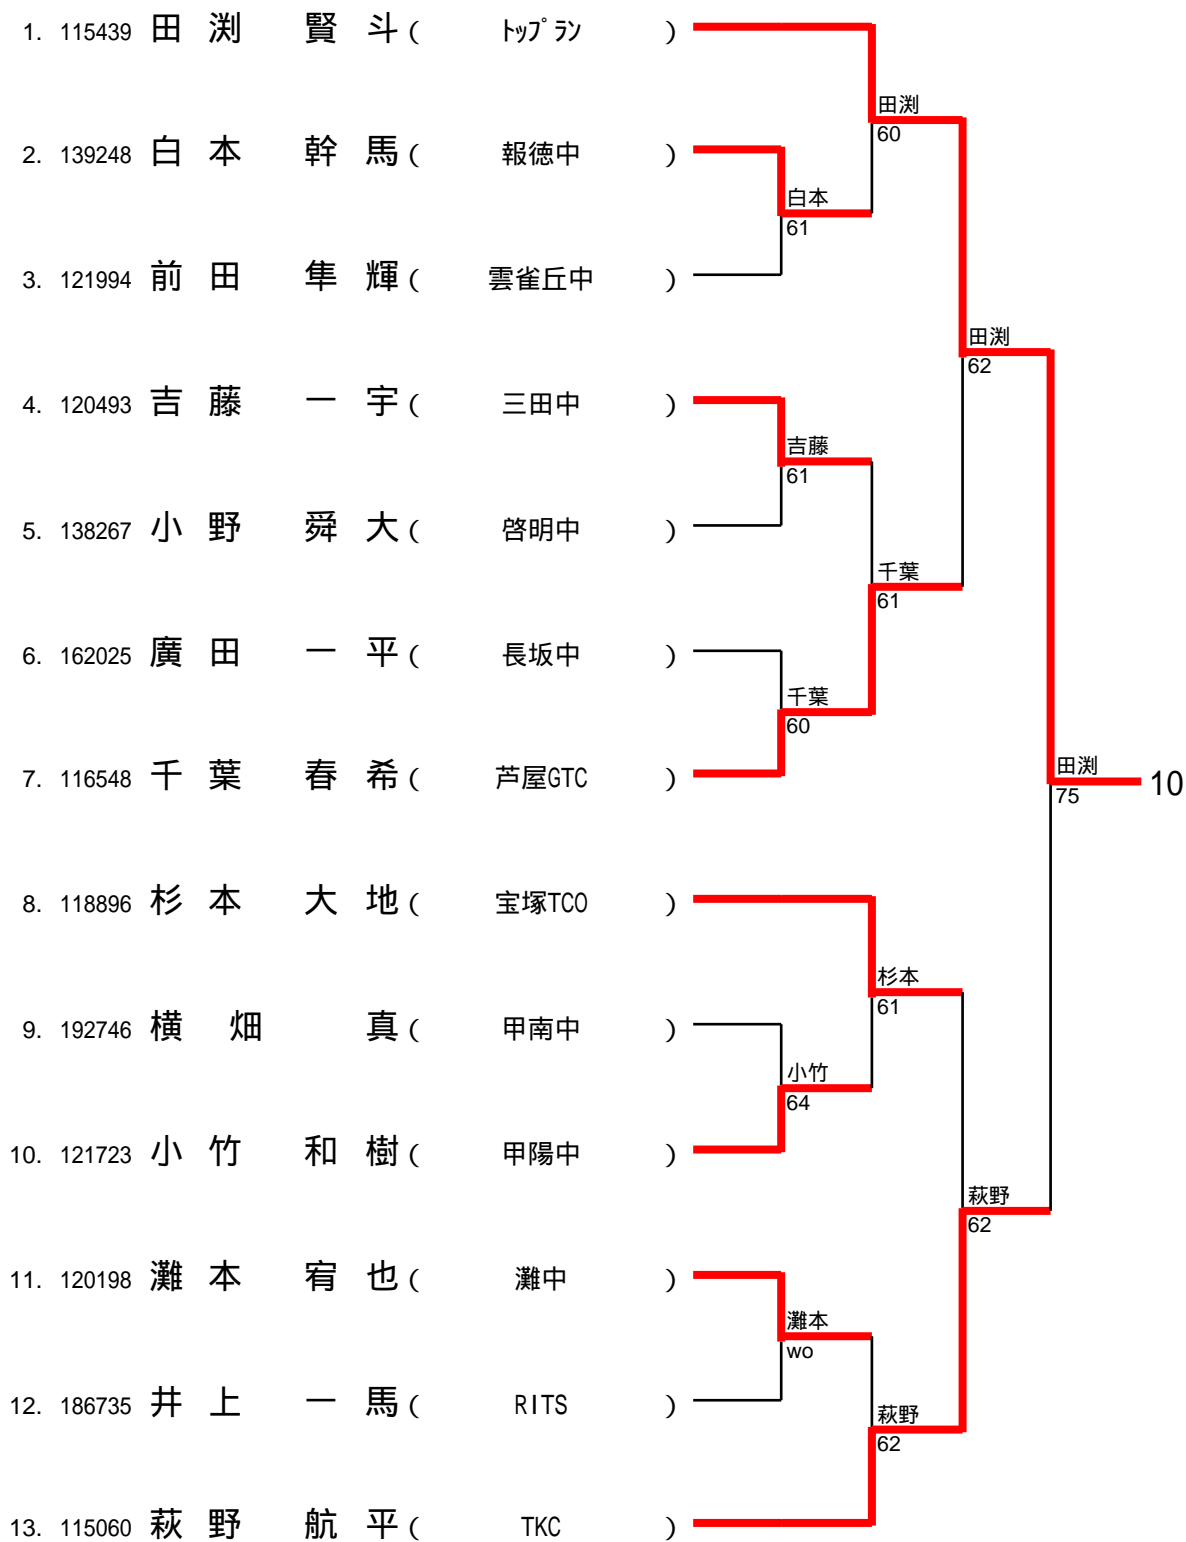 1. 115439 田 渕 賢 斗 ( トップラン )
田渕
60
2. 139248 白 本 幹 馬 ( 報徳中 )
白本
61
3. 121994 前 田 隼 輝 ( 雲雀丘中 )
田渕
62
4. 120493 吉 藤 一 宇 ( 三田中 )
吉藤
61
5. 138267 小 野 舜 大 ( 啓明中 )
千葉
61
6. 162025 廣 田 一 平 ( 長坂中 )
千葉
60
7. 116548 千 葉 春 希 ( 芦屋GTC )
田渕
75
10
8. 118896 杉 本 大 地 ( 宝塚TCO )
杉本
61
9. 192746 横 畑 真 ( 甲南中 )
小竹
64
10. 121723 小 竹 和 樹 ( 甲陽中 )
萩野
62
11. 120198 灘 本 宥 也 ( 灘中 )
灘本
wo
12. 186735 井 上 一 馬 ( RITS )
萩野
62
13. 115060 萩 野 航 平 ( TKC )